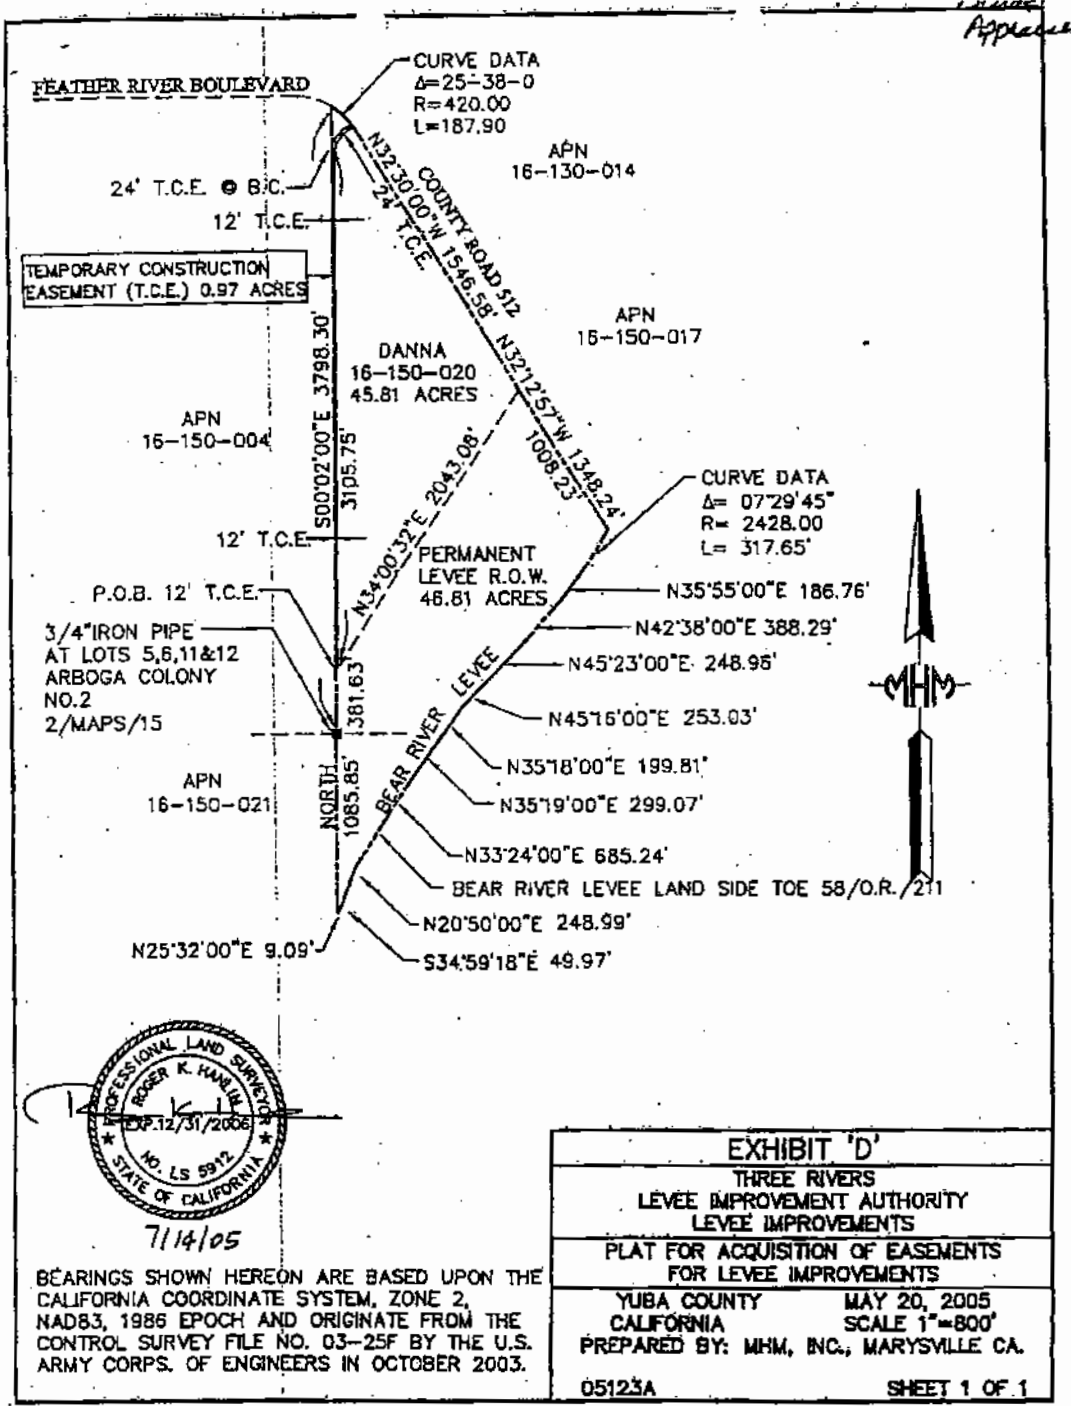 Appraisal
FEATHER RIVER BOULEVARD
CURVE DATA
Δ=25-38-0
R=420.00
L=187.90
APN
16-130-014
24' T.C.E. @ B.C.
12' T.C.E.
N32°30'00"W 1546.58'
24' T.C.E.
COUNTY ROAD 512
TEMPORARY CONSTRUCTION
EASEMENT (T.C.E.) 0.97 ACRES
APN
16-150-017
DANNA
16-150-020
45.81 ACRES
N32°12'57"W 1348.24'
1008.23'
S00°02'00"E 3798.30'
3105.75'
APN
16-150-004
N34°00'32"E 2043.08'
CURVE DATA
Δ= 07°29'45"
R= 2428.00
L= 317.65'
12' T.C.E.
PERMANENT
LEVEE R.O.W.
46.81 ACRES
P.O.B. 12' T.C.E.
N35°55'00"E 186.76'
3/4"IRON PIPE
AT LOTS 5,6,11&12
ARBOGA COLONY
NO.2
2/MAPS/15
N42°38'00"E 388.29'
N45°23'00"E 248.96'
381.63'
BEAR RIVER LEVEE
N45°16'00"E 253.03'
MHM
APN
16-150-021
NORTH
1085.85'
N35°18'00"E 199.81'
N35°19'00"E 299.07'
N33°24'00"E 685.24'
BEAR RIVER LEVEE LAND SIDE TOE 58/O.R./211
N20°50'00"E 248.99'
N25°32'00"E 9.09'
S34°59'18"E 49.97'
PROFESSIONAL LAND SURVEYOR
ROGER K. HANLIN
EXP.12/31/2006
NO. LS 5912
STATE OF CALIFORNIA
7/14/05
BEARINGS SHOWN HEREON ARE BASED UPON THE
CALIFORNIA COORDINATE SYSTEM, ZONE 2,
NAD83, 1986 EPOCH AND ORIGINATE FROM THE
CONTROL SURVEY FILE NO. 03-25F BY THE U.S.
ARMY CORPS. OF ENGINEERS IN OCTOBER 2003.
EXHIBIT 'D'
THREE RIVERS
LEVEE IMPROVEMENT AUTHORITY
LEVEE IMPROVEMENTS
PLAT FOR ACQUISITION OF EASEMENTS
FOR LEVEE IMPROVEMENTS
YUBA COUNTY MAY 20, 2005
CALIFORNIA SCALE 1"=800'
PREPARED BY: MHM, INC., MARYSVILLE CA.
05123A SHEET 1 OF 1